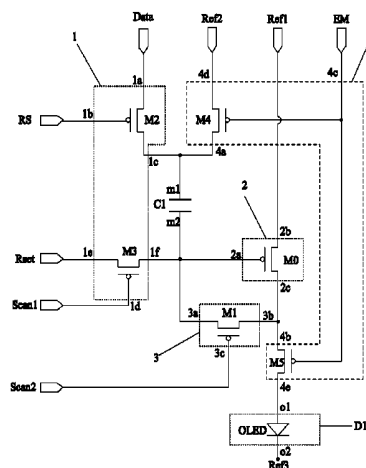 Data Ref2 Ref1 EM
1
1a 4d 4c
RS 1b M2 M4
1c 4a
m1
C1
m2
2
2b
Rset 1e 1f 2a M0
M3 2c
1d
Scan1
3a M1 3b
4b
3 3c M5
Scan2
4e
o1
OLED D1
o2
Ref3